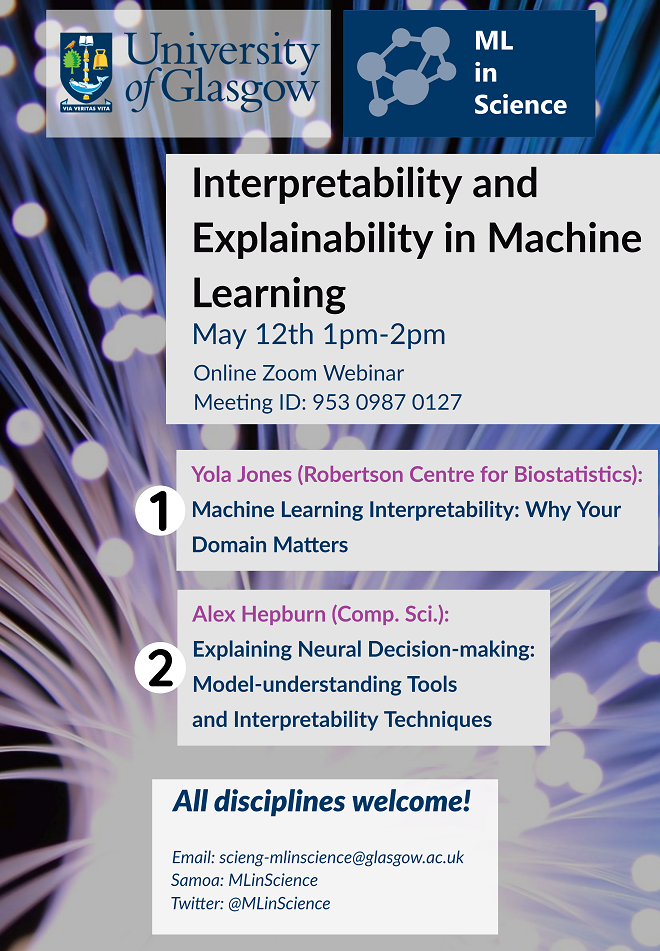 University
of Glasgow
VIA VERITAS VITA
ML
in
Science
Interpretability and
Explainability in Machine
Learning
May 12th 1pm-2pm
Online Zoom Webinar
Meeting ID: 953 0987 0127
1
Yola Jones (Robertson Centre for Biostatistics):
Machine Learning Interpretability: Why Your
Domain Matters
2
Alex Hepburn (Comp. Sci.):
Explaining Neural Decision-making:
Model-understanding Tools
and Interpretability Techniques
All disciplines welcome!
Email: scieng-mlinscience@glasgow.ac.uk
Samoa: MLinScience
Twitter: @MLinScience